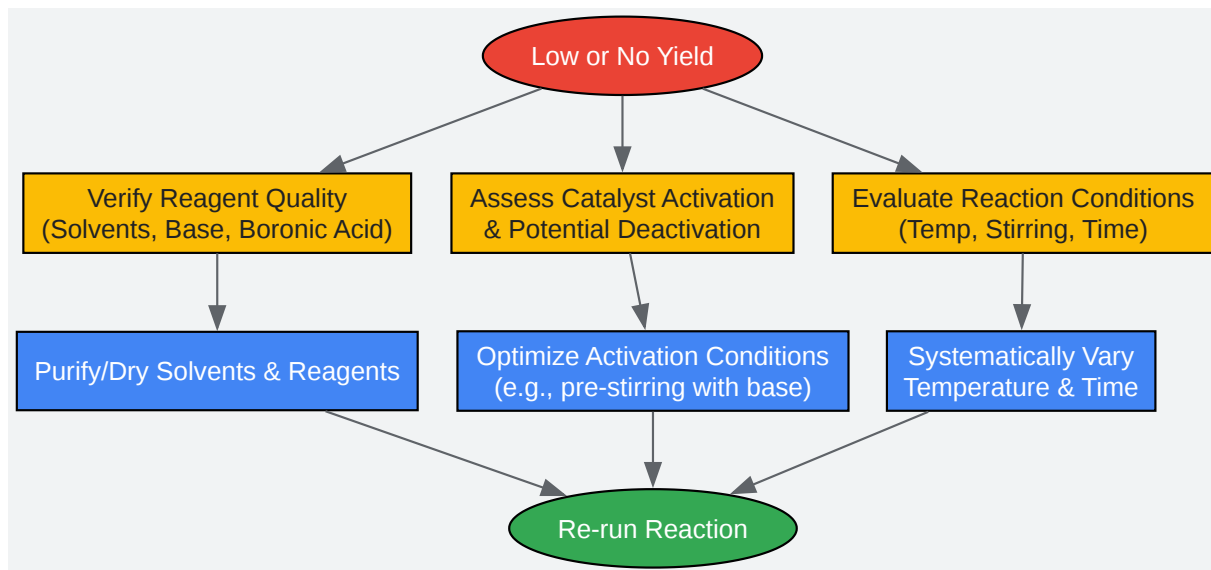 Low or No Yield
Verify Reagent Quality
(Solvents, Base, Boronic Acid)
Assess Catalyst Activation
& Potential Deactivation
Evaluate Reaction Conditions
(Temp, Stirring, Time)
Purify/Dry Solvents & Reagents
Optimize Activation Conditions
(e.g., pre-stirring with base)
Systematically Vary
Temperature & Time
Re-run Reaction